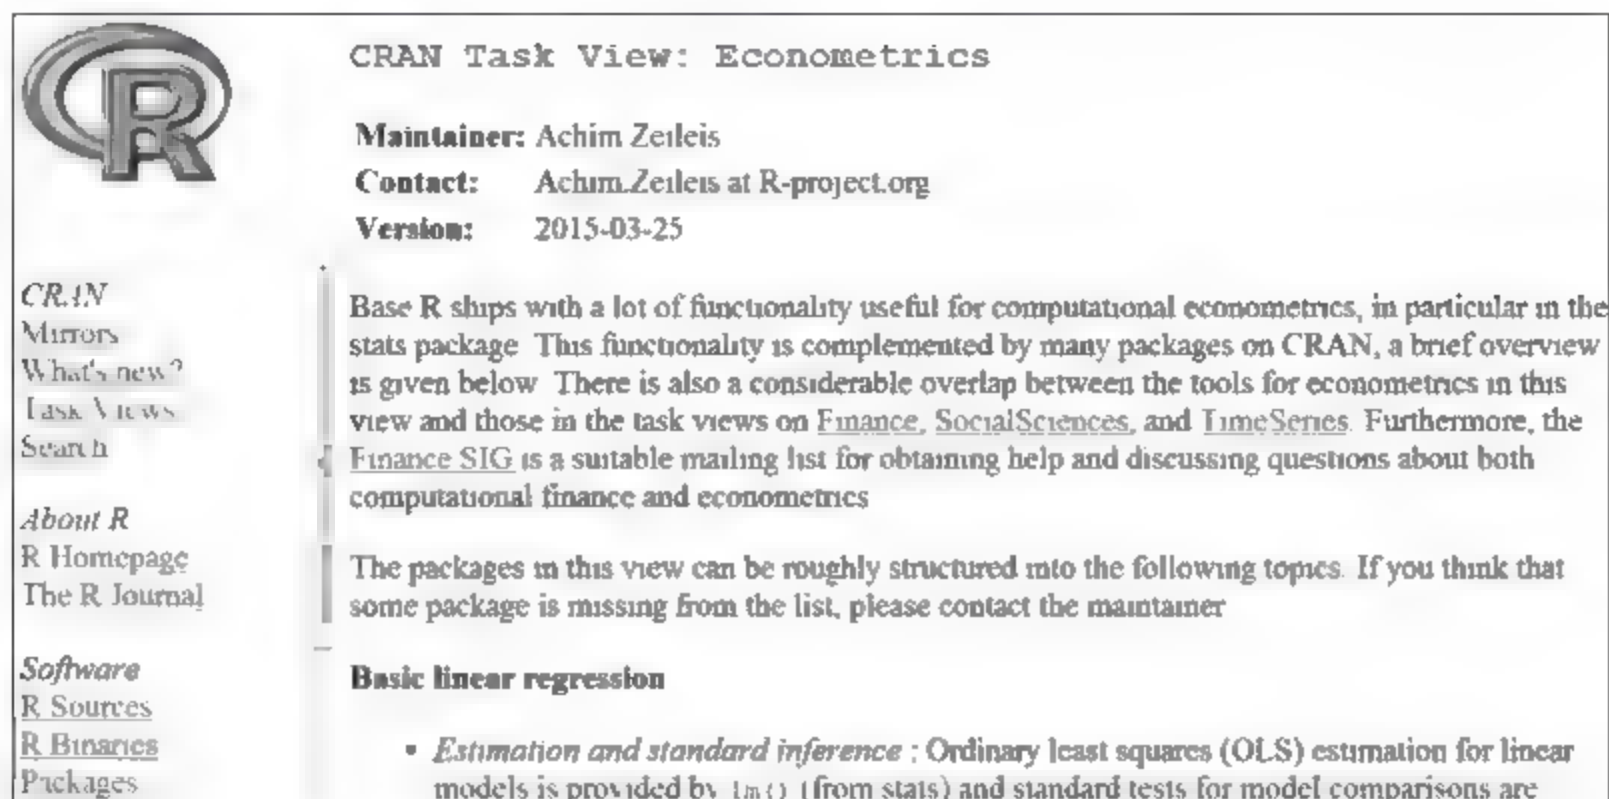 R
CRAN
Mirrors
What's new?
Task Views
Search
About R
R Homepage
The R Journal
Software
R Sources
R Binaries
Packages
CRAN Task View: Econometrics
Maintainer: Achim Zeileis
Contact: Achim.Zeileis at R-project.org
Version: 2015-03-25
Base R ships with a lot of functionality useful for computational econometrics, in particular in the
stats package. This functionality is complemented by many packages on CRAN, a brief overview
is given below. There is also a considerable overlap between the tools for econometrics in this
view and those in the task views on Finance, SocialSciences, and TimeSeries. Furthermore, the
Finance SIG is a suitable mailing list for obtaining help and discussing questions about both
computational finance and econometrics.
The packages in this view can be roughly structured into the following topics. If you think that
some package is missing from the list, please contact the maintainer.
Basic linear regression
• Estimation and standard inference : Ordinary least squares (OLS) estimation for linear
models is provided by lm() (from stats) and standard tests for model comparisons are